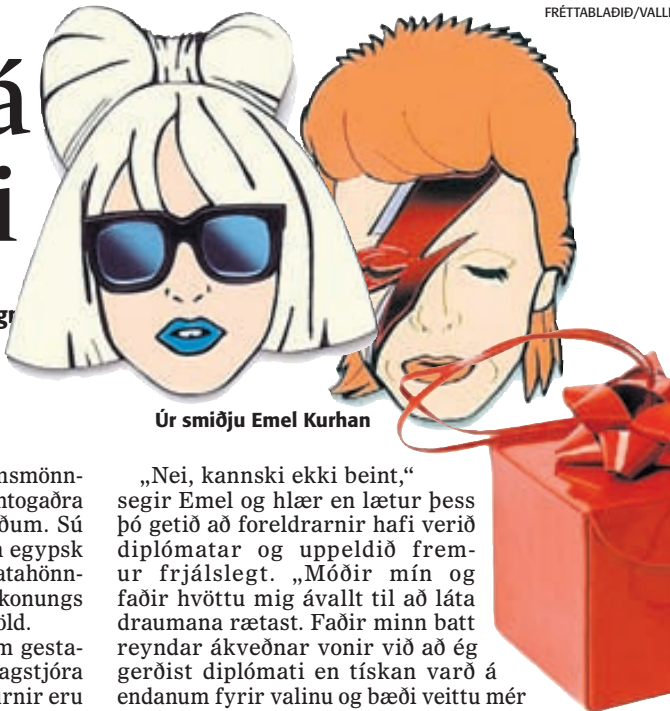 FRÉTTABLAÐIÐ/VALLI
á
i
Úr smiðju Emel Kurhan
nsmönn-
ntogaðra
ðum. Sú
egypsk
atahönn-
konungs
öld.
m gesta-
agstjóra
urnir eru
„Nei, kannski ekki beint,“
segir Emel og hlær en lætur þess
þó getið að foreldrarnir hafi verið
diplómatar og uppeldið frem-
ur frjálslegt. „Móðir mín og
faðir hvöttu mig ávallt til að láta
draumana rætast. Faðir minn batt
reyndar ákveðnar vonir við að ég
gerðist diplómati en tískan varð á
endanum fyrir valinu og bæði veittu mér